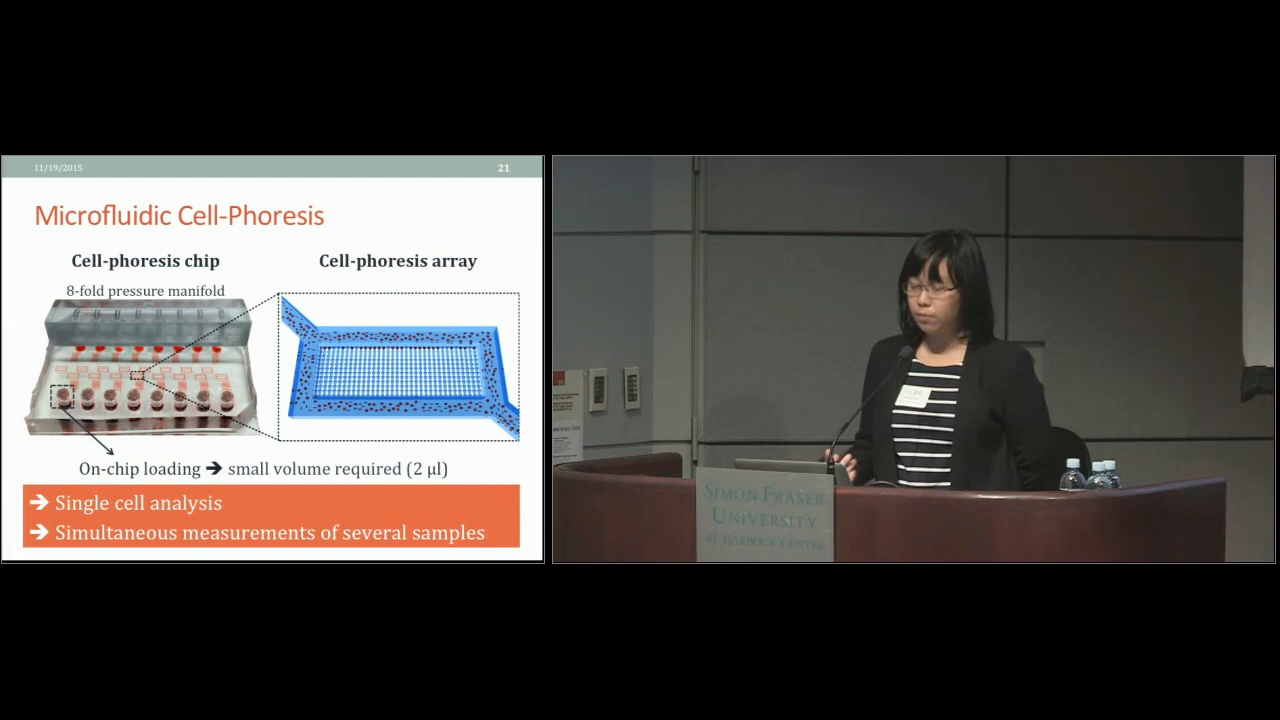 11/19/2015
21
Microfluidic Cell-Phoresis
Cell-phoresis chip
Cell-phoresis array
8-fold pressure manifold
On-chip loading ➔ small volume required (2 µl)
➔ Single cell analysis
➔ Simultaneous measurements of several samples
SIMON FRASER
UNIVERSITY
AT HARBOUR CENTRE